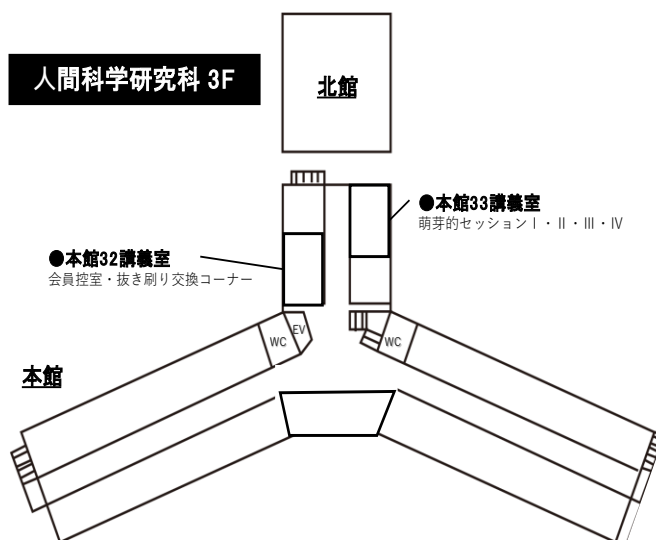 人間科学研究科 3F
北館
●本館33講義室
萌芽的セッションⅠ・Ⅱ・Ⅲ・Ⅳ
●本館32講義室
会員控室・抜き刷り交換コーナー
EV
WC
WC
本館